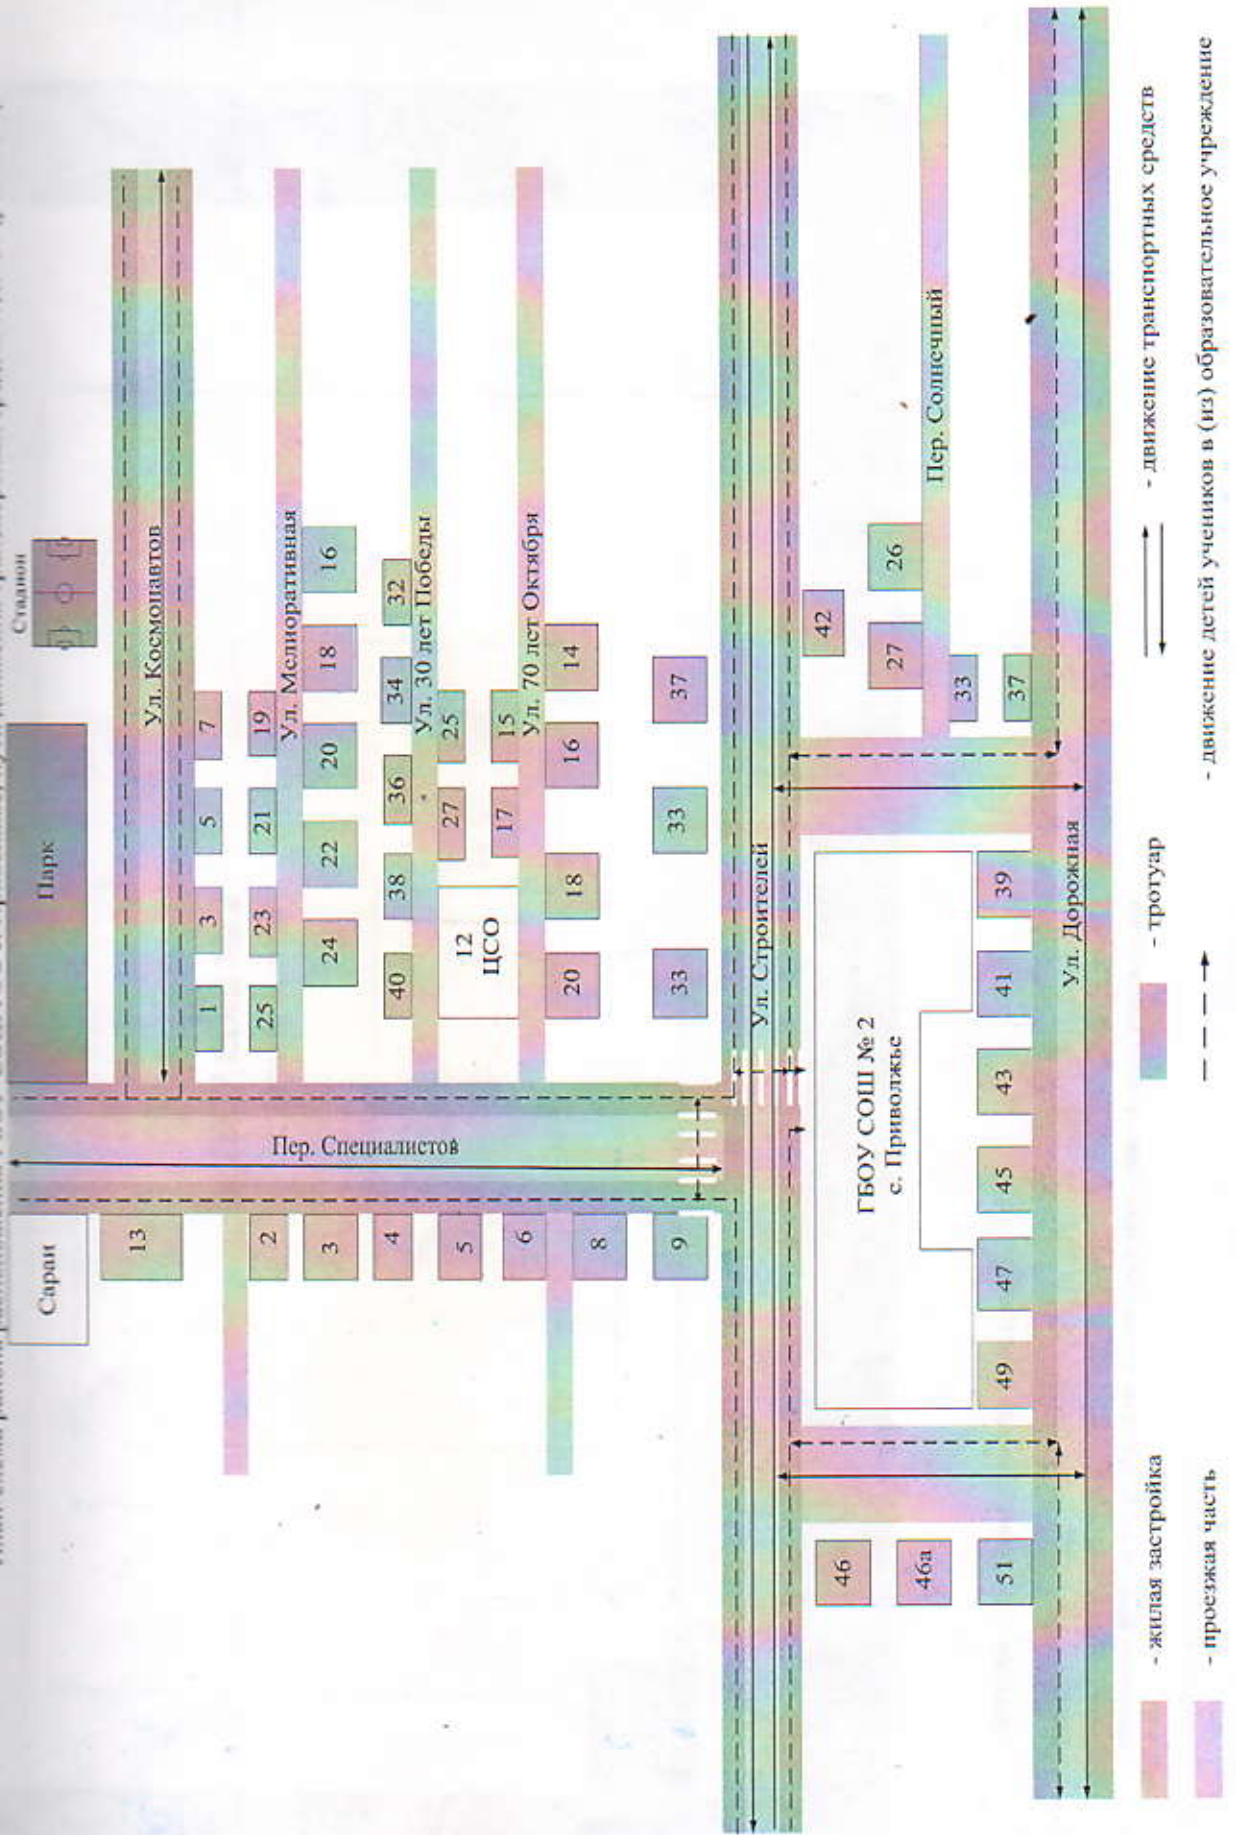 Стадион
Парк
Ул. Космонавтов
7
5
3
1
19
21
23
25
Ул. Мелиоративная
16
18
20
22
24
32
34
36
38
40
Ул. 30 лет Победы
25
27
12
ЦСО
15
17
Ул. 70 лет Октября
14
16
18
20
37
33
33
Саран
13
2
3
4
5
6
8
9
Пер. Специалистов
Ул. Строителей
42
26
27
Пер. Солнечный
33
37
ГБОУ СОШ № 2
с. Приволжье
39
41
43
45
47
49
46
46а
51
Ул. Дорожная
- жилая застройка
- проезжая часть
- тротуар
- движение транспортных средств
- движение детей учеников в (из) образовательное учреждение